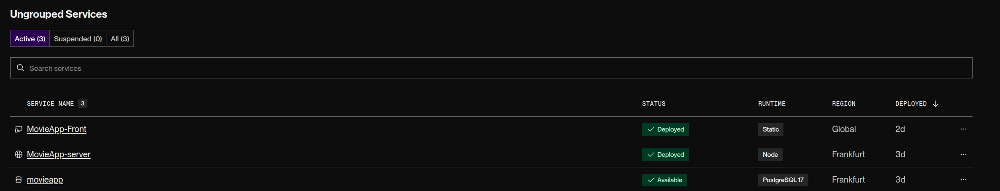 Ungrouped Services
Active (3) Suspended (0) All (3)
Search services
SERVICE NAME 3 STATUS RUNTIME REGION DEPLOYED
MovieApp-Front Deployed Static Global 2d
MovieApp-server Deployed Node Frankfurt 3d
movieapp Available PostgreSQL 17 Frankfurt 3d